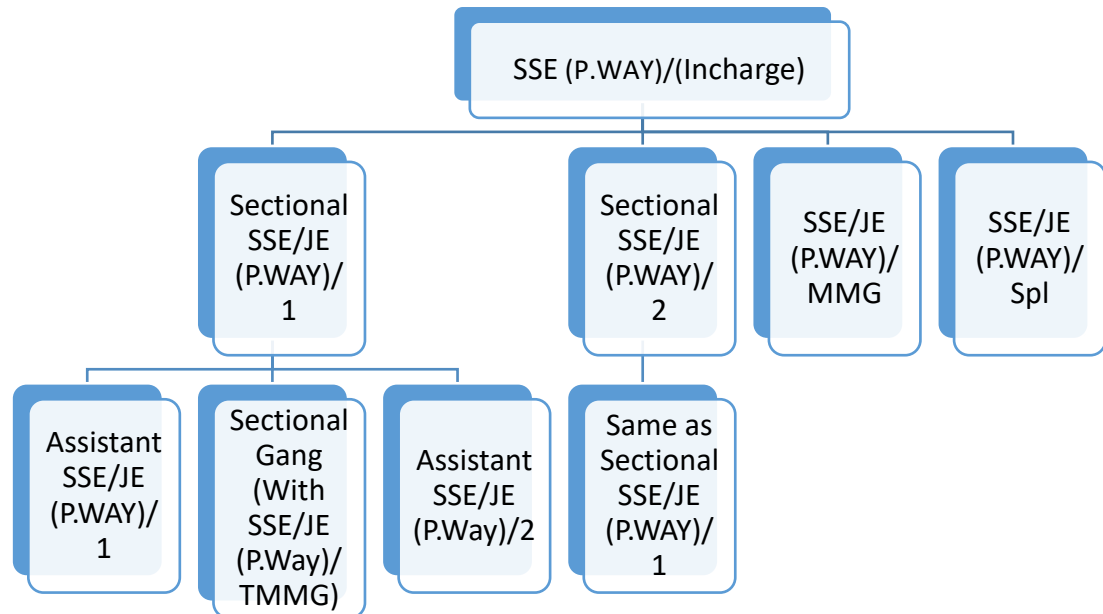 SSE (P.WAY)/(Incharge)
Sectional
SSE/JE
(P.WAY)/
1
Sectional
SSE/JE
(P.WAY)/
2
SSE/JE
(P.WAY)/
MMG
SSE/JE
(P.WAY)/
Spl
Assistant
SSE/JE
(P.WAY)/
1
Sectional
Gang
(With
SSE/JE
(P.Way)/
TMMG)
Assistant
SSE/JE
(P.Way)/2
Same as
Sectional
SSE/JE
(P.WAY)/
1